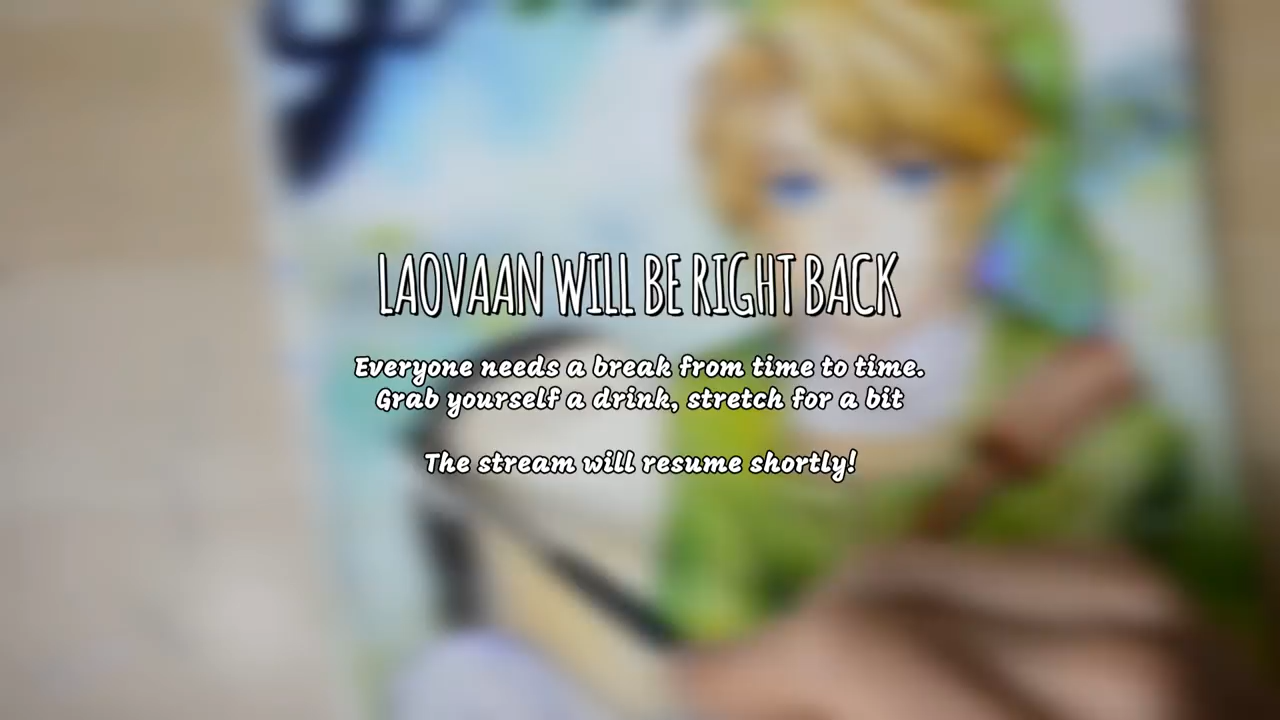 LAOVAAN WILL BE RIGHT BACK
Everyone needs a break from time to time.
Grab yourself a drink, stretch for a bit
The stream will resume shortly!